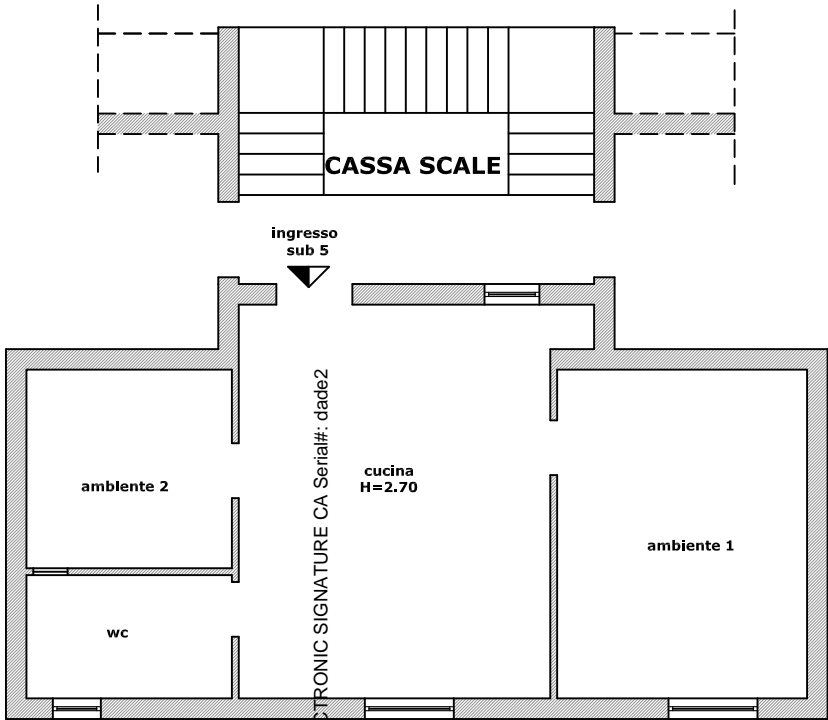 CASSA SCALE
ingresso
sub 5
CTRONIC SIGNATURE CA Serial#: dade2
cucina
H=2.70
ambiente 2
ambiente 1
wc